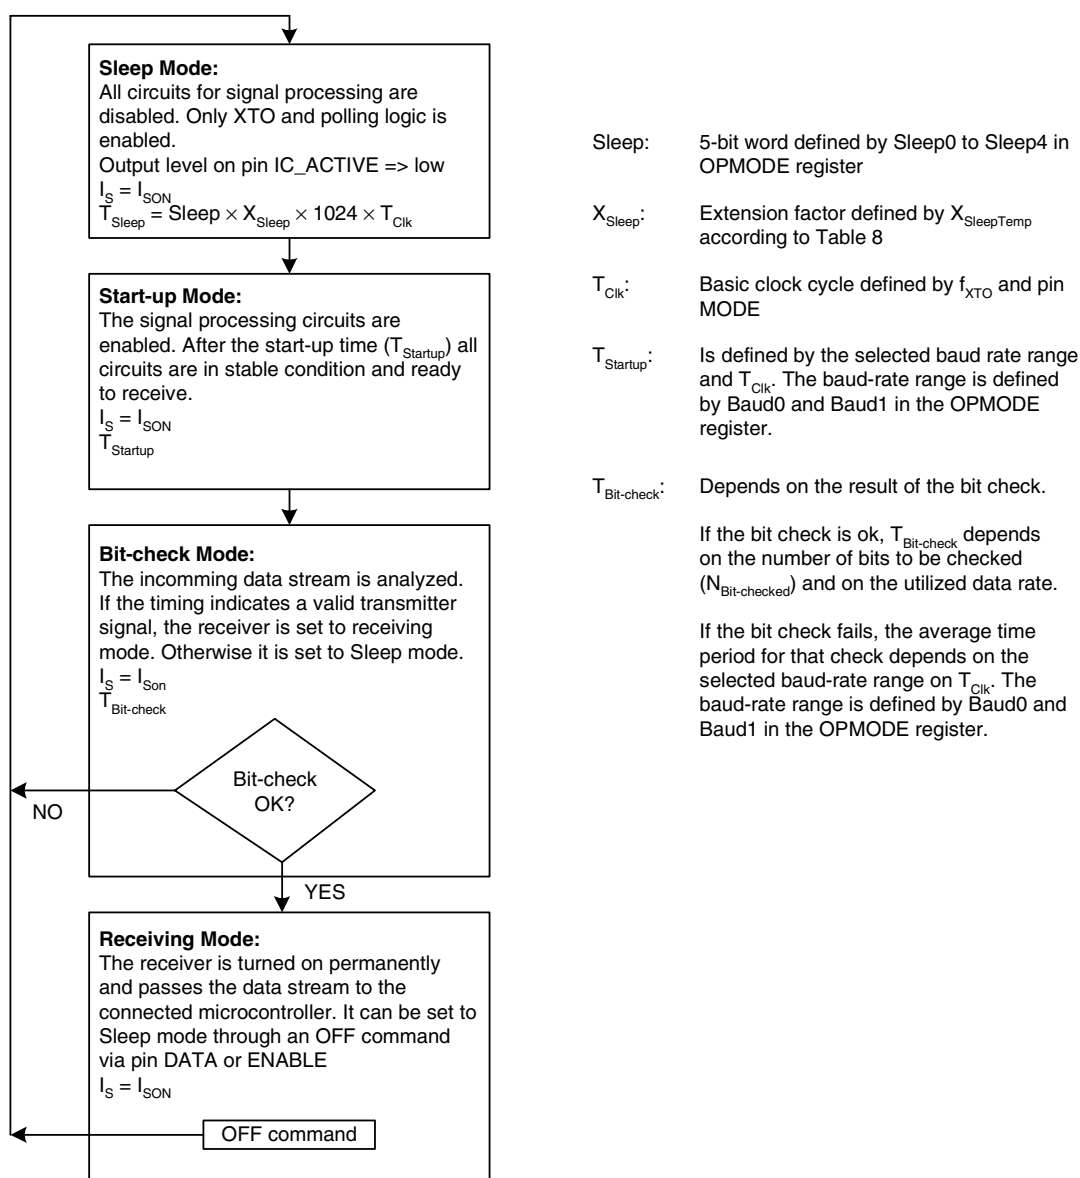 Sleep Mode:
All circuits for signal processing are
disabled. Only XTO and polling logic is
enabled.
Output level on pin IC_ACTIVE => low
I_S = I_SON
T_Sleep = Sleep × X_Sleep × 1024 × T_Clk
Start-up Mode:
The signal processing circuits are
enabled. After the start-up time (T_Startup) all
circuits are in stable condition and ready
to receive.
I_S = I_SON
T_Startup
Bit-check Mode:
The incomming data stream is analyzed.
If the timing indicates a valid transmitter
signal, the receiver is set to receiving
mode. Otherwise it is set to Sleep mode.
I_S = I_Son
T_Bit-check
Bit-check
OK?
NO
YES
Receiving Mode:
The receiver is turned on permanently
and passes the data stream to the
connected microcontroller. It can be set to
Sleep mode through an OFF command
via pin DATA or ENABLE
I_S = I_SON
OFF command
Sleep: 5-bit word defined by Sleep0 to Sleep4 in
OPMODE register
X_Sleep: Extension factor defined by X_SleepTemp
according to Table 8
T_Clk: Basic clock cycle defined by f_XTO and pin
MODE
T_Startup: Is defined by the selected baud rate range
and T_Clk. The baud-rate range is defined
by Baud0 and Baud1 in the OPMODE
register.
T_Bit-check: Depends on the result of the bit check.
If the bit check is ok, T_Bit-check depends
on the number of bits to be checked
(N_Bit-checked) and on the utilized data rate.
If the bit check fails, the average time
period for that check depends on the
selected baud-rate range on T_Clk. The
baud-rate range is defined by Baud0 and
Baud1 in the OPMODE register.